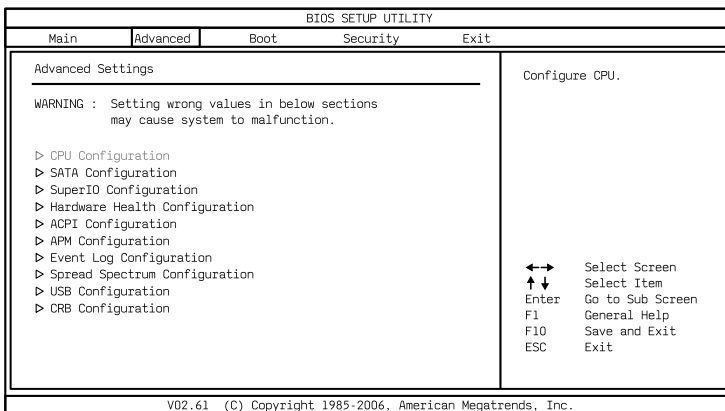 BIOS SETUP UTILITY
Main Advanced Boot Security Exit
Advanced Settings
WARNING : Setting wrong values in below sections
may cause system to malfunction.
▷ CPU Configuration
▷ SATA Configuration
▷ SuperIO Configuration
▷ Hardware Health Configuration
▷ ACPI Configuration
▷ APM Configuration
▷ Event Log Configuration
▷ Spread Spectrum Configuration
▷ USB Configuration
▷ CRB Configuration
Configure CPU.
←→ Select Screen
↑↓ Select Item
Enter Go to Sub Screen
F1 General Help
F10 Save and Exit
ESC Exit
V02.61 (C) Copyright 1985-2006, American Megatrends, Inc.